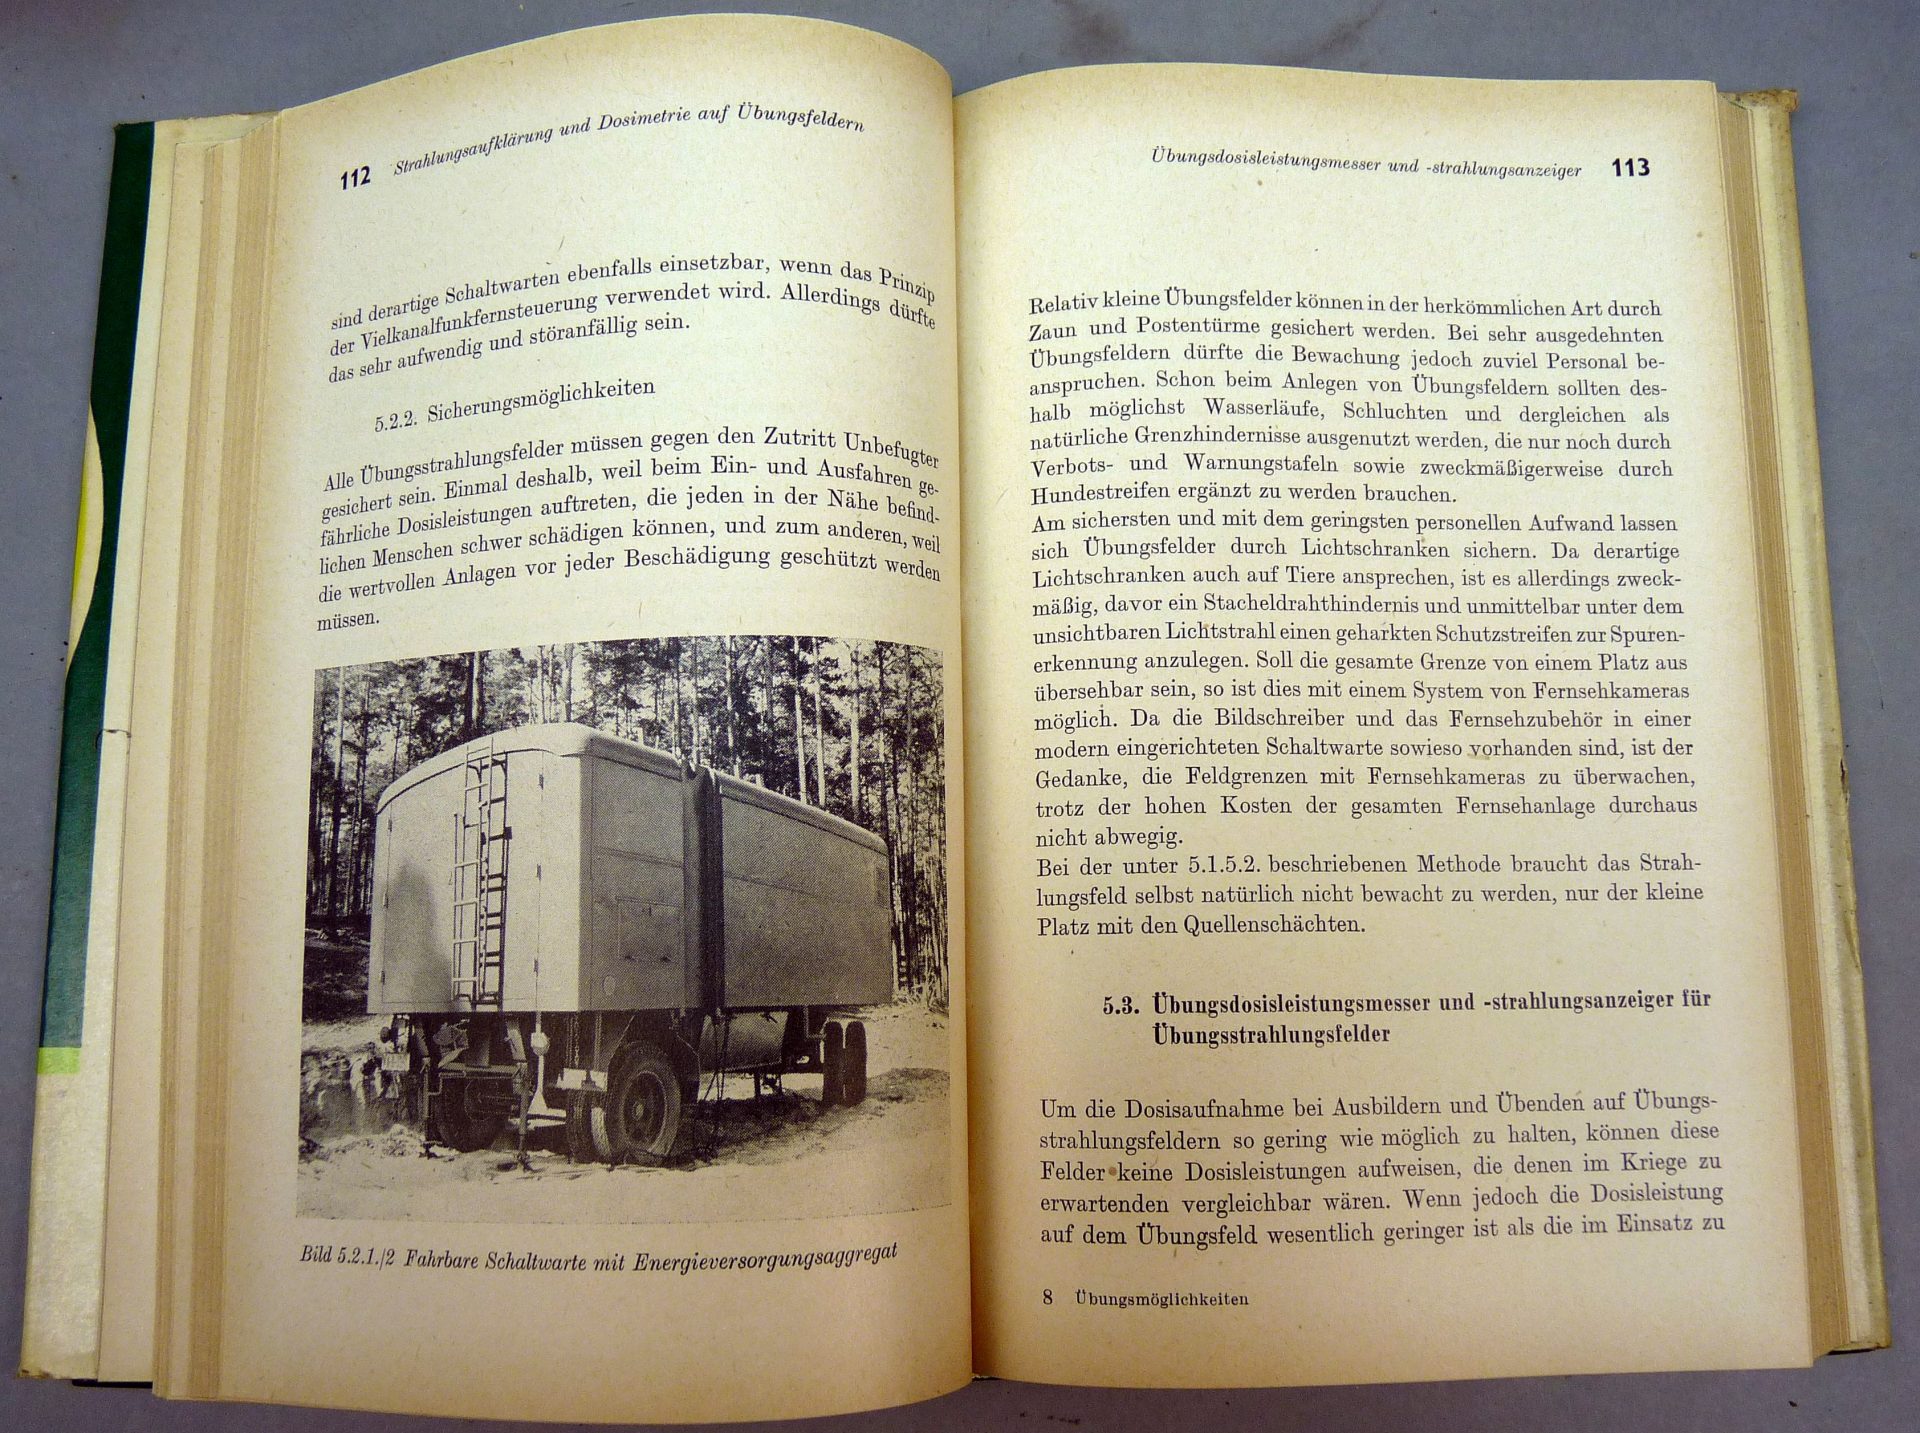 112 Strahlungsaufklärung und Dosimetrie auf Übungsfeldern
sind derartige Schaltwarten ebenfalls einsetzbar, wenn das Prinzip
der Vielkanalfunkfernsteuerung verwendet wird. Allerdings dürfte
das sehr aufwendig und störanfällig sein.
5.2.2. Sicherungsmöglichkeiten
Alle Übungsstrahlungsfelder müssen gegen den Zutritt Unbefugter
gesichert sein. Einmal deshalb, weil beim Ein- und Ausfahren ge-
fährliche Dosisleistungen auftreten, die jeden in der Nähe befind-
lichen Menschen schwer schädigen können, und zum anderen, weil
die wertvollen Anlagen vor jeder Beschädigung geschützt werden
müssen.
Bild 5.2.1./2 Fahrbare Schaltwarte mit Energieversorgungsaggregat
Übungsdosisleistungsmesser und -strahlungsanzeiger 113
Relativ kleine Übungsfelder können in der herkömmlichen Art durch
Zaun und Postentürme gesichert werden. Bei sehr ausgedehnten
Übungsfeldern dürfte die Bewachung jedoch zuviel Personal be-
anspruchen. Schon beim Anlegen von Übungsfeldern sollten des-
halb möglichst Wasserläufe, Schluchten und dergleichen als
natürliche Grenzhindernisse ausgenutzt werden, die nur noch durch
Verbots- und Warnungstafeln sowie zweckmäßigerweise durch
Hundestreifen ergänzt zu werden brauchen.
Am sichersten und mit dem geringsten personellen Aufwand lassen
sich Übungsfelder durch Lichtschranken sichern. Da derartige
Lichtschranken auch auf Tiere ansprechen, ist es allerdings zweck-
mäßig, davor ein Stacheldrahthindernis und unmittelbar unter dem
unsichtbaren Lichtstrahl einen geharkten Schutzstreifen zur Spuren-
erkennung anzulegen. Soll die gesamte Grenze von einem Platz aus
übersehbar sein, so ist dies mit einem System von Fernsehkameras
möglich. Da die Bildschreiber und das Fernsehzubehör in einer
modern eingerichteten Schaltwarte sowieso vorhanden sind, ist der
Gedanke, die Feldgrenzen mit Fernsehkameras zu überwachen,
trotz der hohen Kosten der gesamten Fernsehanlage durchaus
nicht abwegig.
Bei der unter 5.1.5.2. beschriebenen Methode braucht das Strah-
lungsfeld selbst natürlich nicht bewacht zu werden, nur der kleine
Platz mit den Quellenschächten.
5.3. Übungsdosisleistungsmesser und -strahlungsanzeiger für
Übungsstrahlungsfelder
Um die Dosisaufnahme bei Ausbildern und Übenden auf Übungs-
strahlungsfeldern so gering wie möglich zu halten, können diese
Felder keine Dosisleistungen aufweisen, die denen im Kriege zu
erwartenden vergleichbar wären. Wenn jedoch die Dosisleistung
auf dem Übungsfeld wesentlich geringer ist als die im Einsatz zu
8 Übungsmöglichkeiten